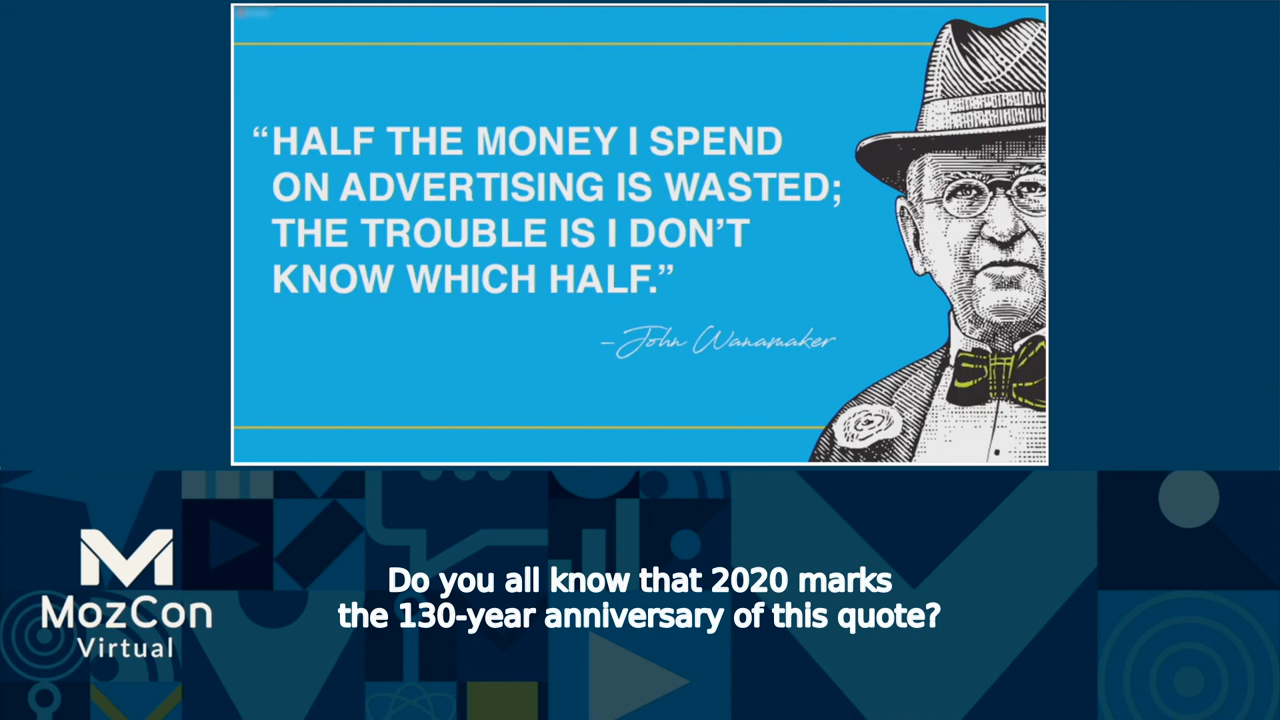 “HALF THE MONEY I SPEND
ON ADVERTISING IS WASTED;
THE TROUBLE IS I DON’T
KNOW WHICH HALF.”
– John Wanamaker
M
MozCon
Virtual
Do you all know that 2020 marks
the 130-year anniversary of this quote?